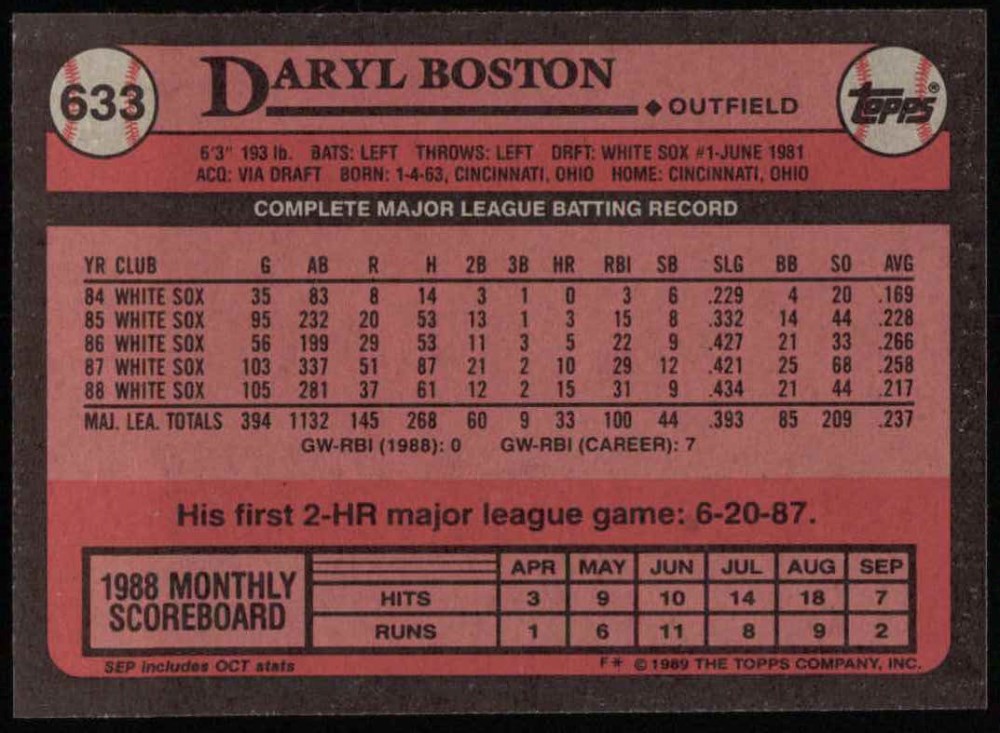 633
DARYL BOSTON
◆ OUTFIELD
TOPPS®
6'3" 193 lb. BATS: LEFT THROWS: LEFT DRFT: WHITE SOX #1-JUNE 1981
ACQ: VIA DRAFT BORN: 1-4-63, CINCINNATI, OHIO HOME: CINCINNATI, OHIO
COMPLETE MAJOR LEAGUE BATTING RECORD
YR CLUB G AB R H 2B 3B HR RBI SB SLG BB SO AVG
84 WHITE SOX 35 83 8 14 3 1 0 3 6 .229 4 20 .169
85 WHITE SOX 95 232 20 53 13 1 3 15 8 .332 14 44 .228
86 WHITE SOX 56 199 29 53 11 3 5 22 9 .427 21 33 .266
87 WHITE SOX 103 337 51 87 21 2 10 29 12 .421 25 68 .258
88 WHITE SOX 105 281 37 61 12 2 15 31 9 .434 21 44 .217
MAJ. LEA. TOTALS 394 1132 145 268 60 9 33 100 44 .393 85 209 .237
GW-RBI (1988): 0 GW-RBI (CAREER): 7
His first 2-HR major league game: 6-20-87.
1988 MONTHLY
SCOREBOARD
APR MAY JUN JUL AUG SEP
HITS 3 9 10 14 18 7
RUNS 1 6 11 8 9 2
SEP includes OCT stats
F* © 1989 THE TOPPS COMPANY, INC.